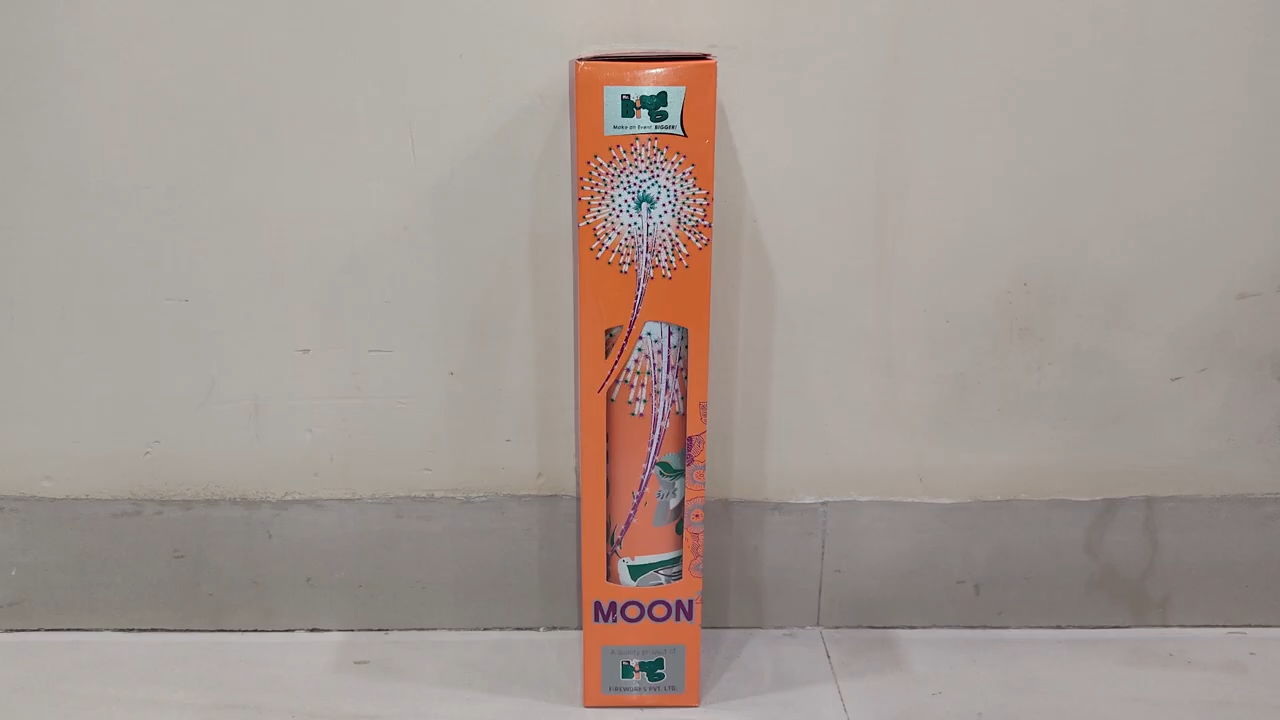 Make an Event BIGGER!
MOON
A quality product of
FIREWORKS PVT. LTD.